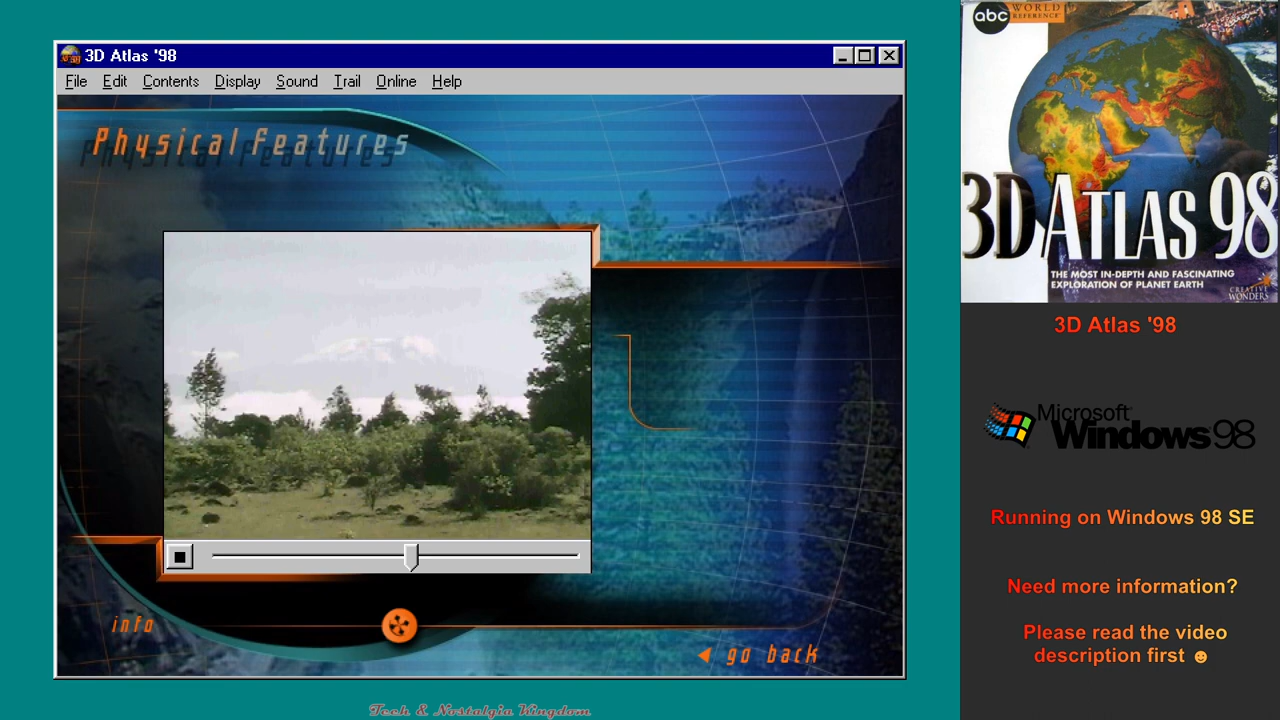 3D Atlas '98
File Edit Contents Display Sound Trail Online Help
Physical Features
info
go back
Tech & Nostalgia Kingdom
abc WORLD REFERENCE
3D ATLAS 98
THE MOST IN-DEPTH AND FASCINATING
EXPLORATION OF PLANET EARTH
CREATIVE
WONDERS
3D Atlas '98
Microsoft
Windows 98
Running on Windows 98 SE
Need more information?
Please read the video
description first ☻